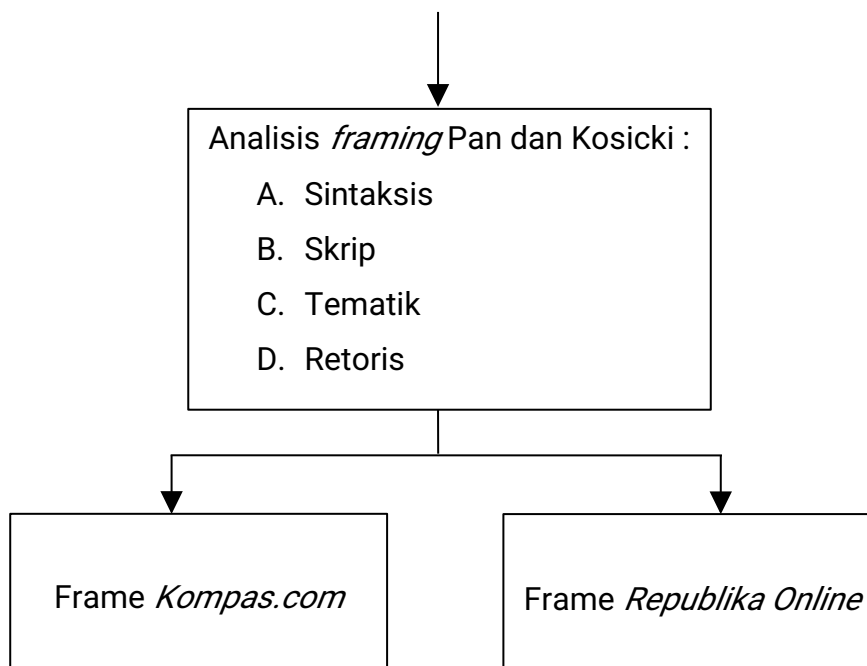 Analisis framing Pan dan Kosicki :
A. Sintaksis
B. Skrip
C. Tematik
D. Retoris
Frame Kompas.com
Frame Republika Online